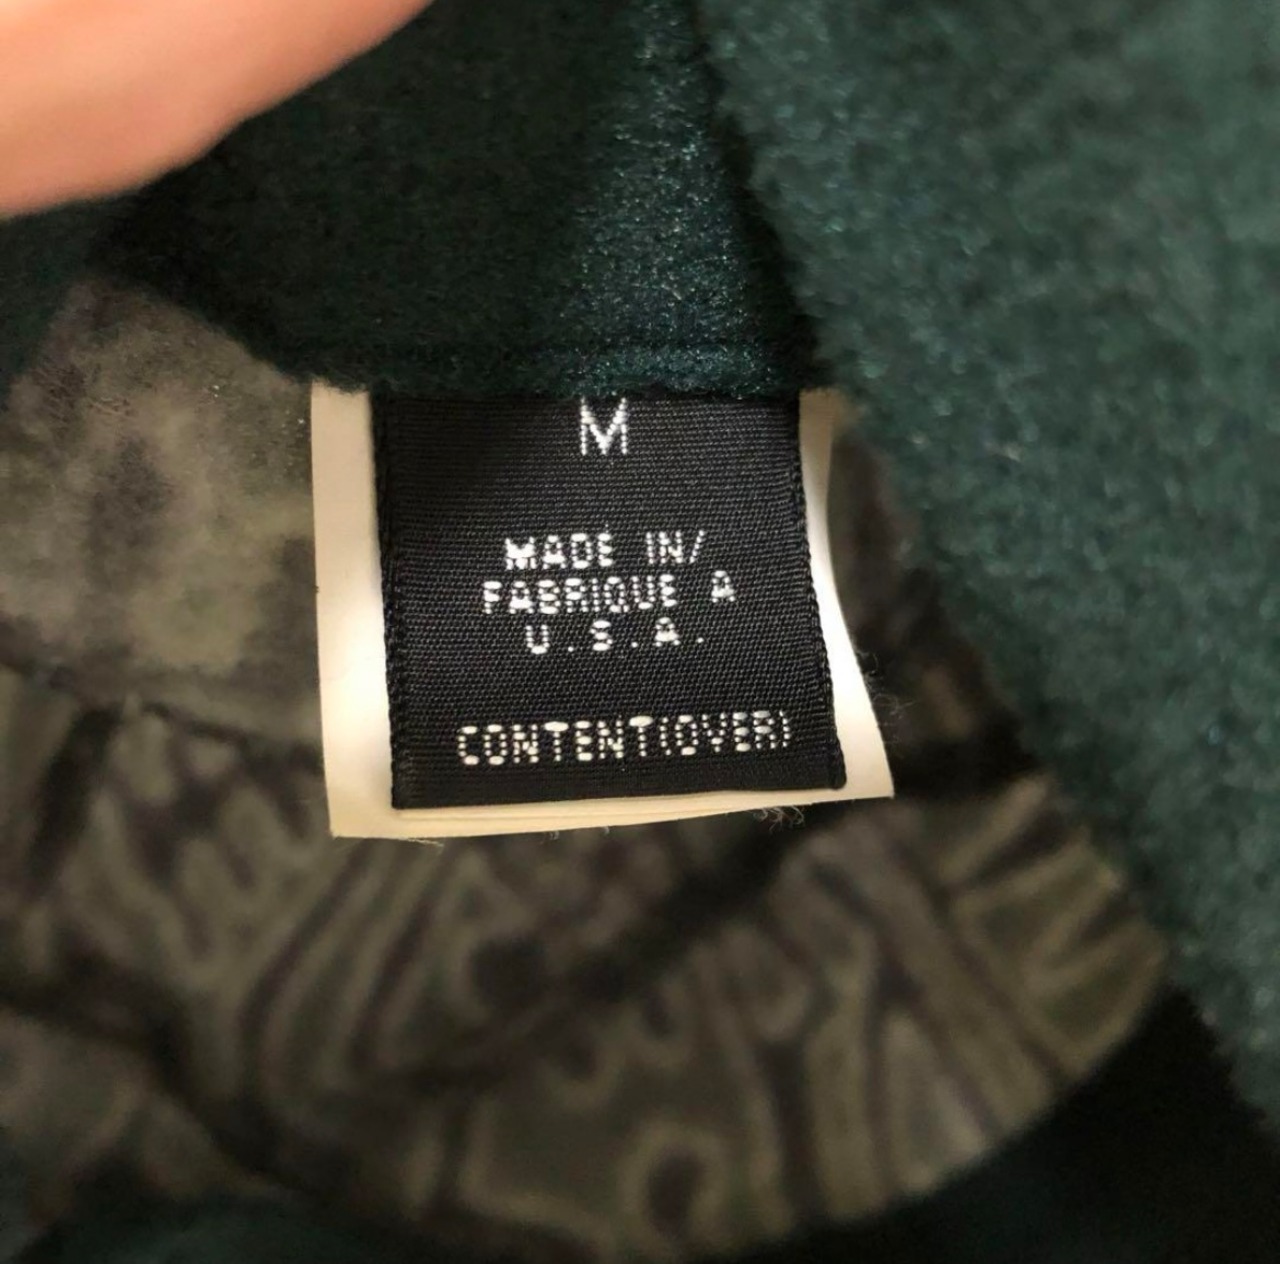 M
MADE IN/
FABRIQUE A
U.S.A.
CONTENT(OVER)